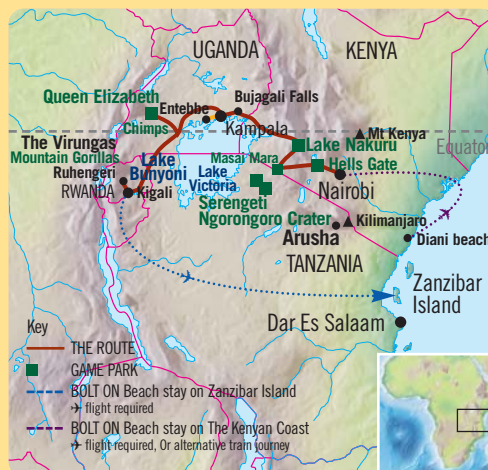 UGANDA
KENYA
Queen Elizabeth
Entebbe
Bujagali Falls
Chimps
Kampala
Mt Kenya
The Virungas
Mountain Gorillas
Lake
Bunyoni
Lake
Victoria
Masai Mara
Lake Nakuru
Equator
Hells Gate
Ruhengeri
RWANDA
Kigali
Nairobi
Serengeti
Ngorongoro Crater
Kilimanjaro
Arusha
Diani beach
TANZANIA
Zanzibar
Island
Dar Es Salaam
Key
THE ROUTE
GAME PARK
BOLT ON Beach stay on Zanzibar Island
flight required
BOLT ON Beach stay on The Kenyan Coast
flight required, Or alternative train journey